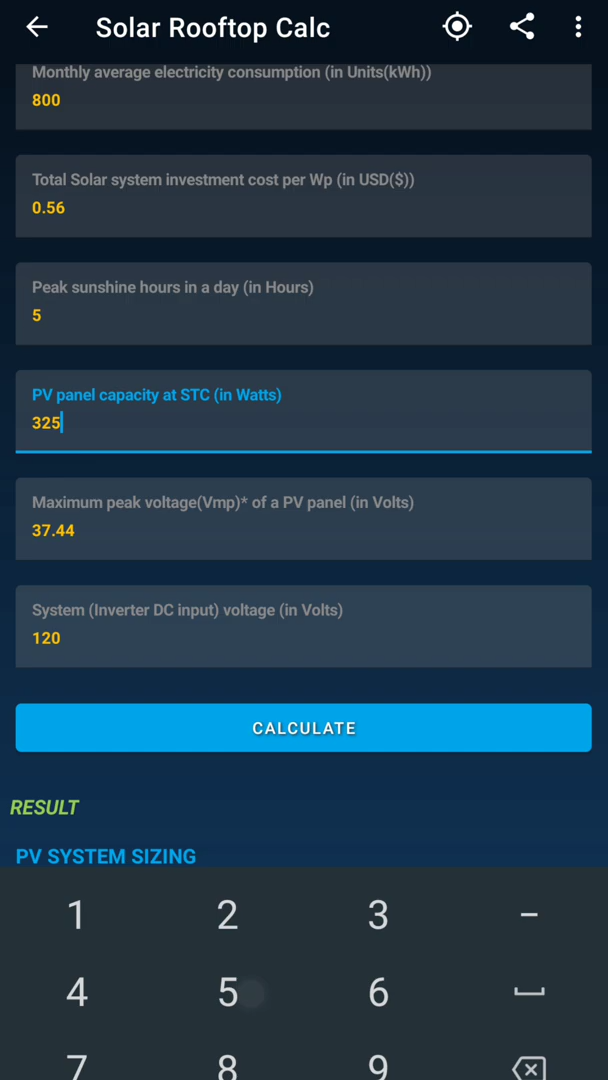 Solar Rooftop Calc
Monthly average electricity consumption (in Units(kWh))
800
Total Solar system investment cost per Wp (in USD($))
0.56
Peak sunshine hours in a day (in Hours)
5
PV panel capacity at STC (in Watts)
325
Maximum peak voltage(Vmp)* of a PV panel (in Volts)
37.44
System (Inverter DC input) voltage (in Volts)
120
CALCULATE
RESULT
PV SYSTEM SIZING
1 2 3 –
4 5 6
7 8 9